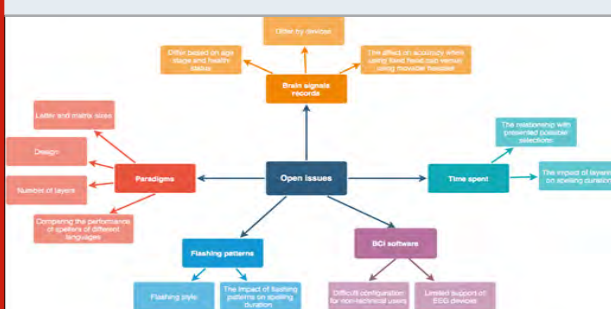 Differ by devices
Differ based on age
stage and health
status
The effect on accuracy when
using fixed head cap versus
using movable headset
Brain signals
records
Letter and matrix sizes
Design
Number of layers
Comparing the performance
of spellers of different
languages
Paradigms
Open issues
Time spent
The relationship with
presented possible
selections
The impact of layers
on spelling duration
Flashing patterns
Flashing style
The impact of flashing
patterns on spelling
duration
BCI software
Difficult configuration
for non-technical users
Limited support of
EEG devices